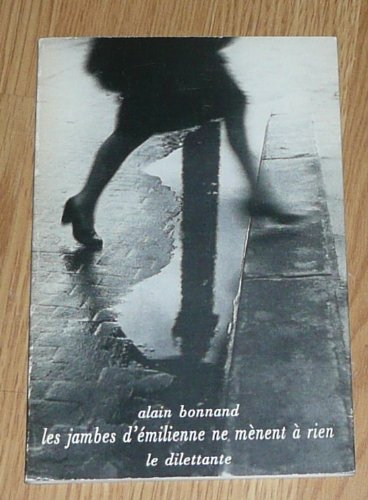 alain bonnand
les jambes d'émilienne ne mènent à rien
le dilettante